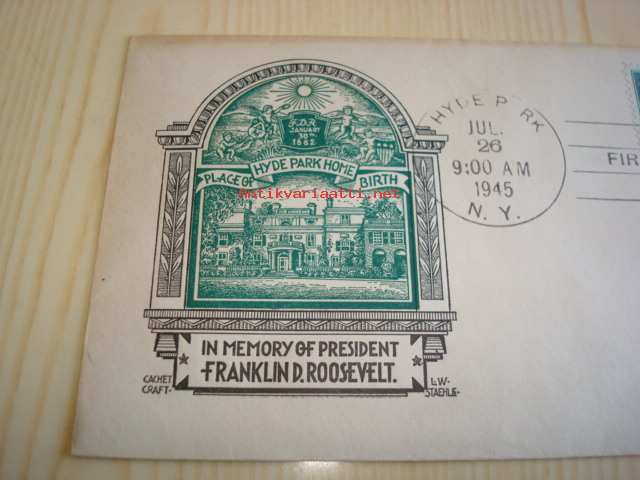 F.D.R.
JANUARY
30th
1882
HYDE PARK HOME
PLACE OF BIRTH
antikvariaatti.net
IN MEMORY OF PRESIDENT
FRANKLIN D. ROOSEVELT.
CACHET
CRAFT-
L.W.
STAEHLE-
HYDE PARK
JUL.
26
9:00 AM
1945
N. Y.
FIR